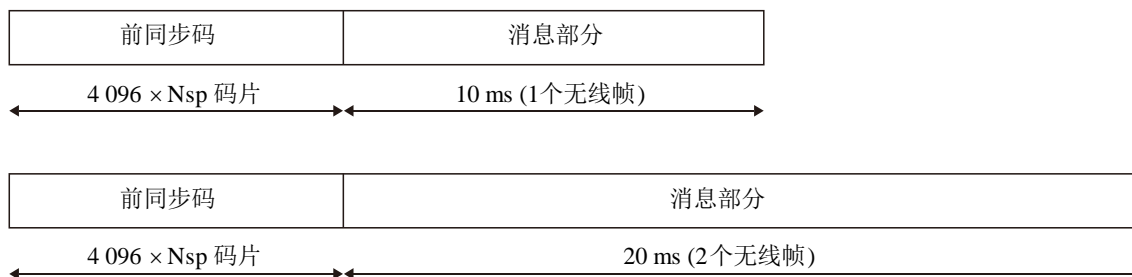 前同步码 消息部分
4 096 × Nsp 码片 10 ms (1个无线帧)
前同步码 消息部分
4 096 × Nsp 码片 20 ms (2个无线帧)